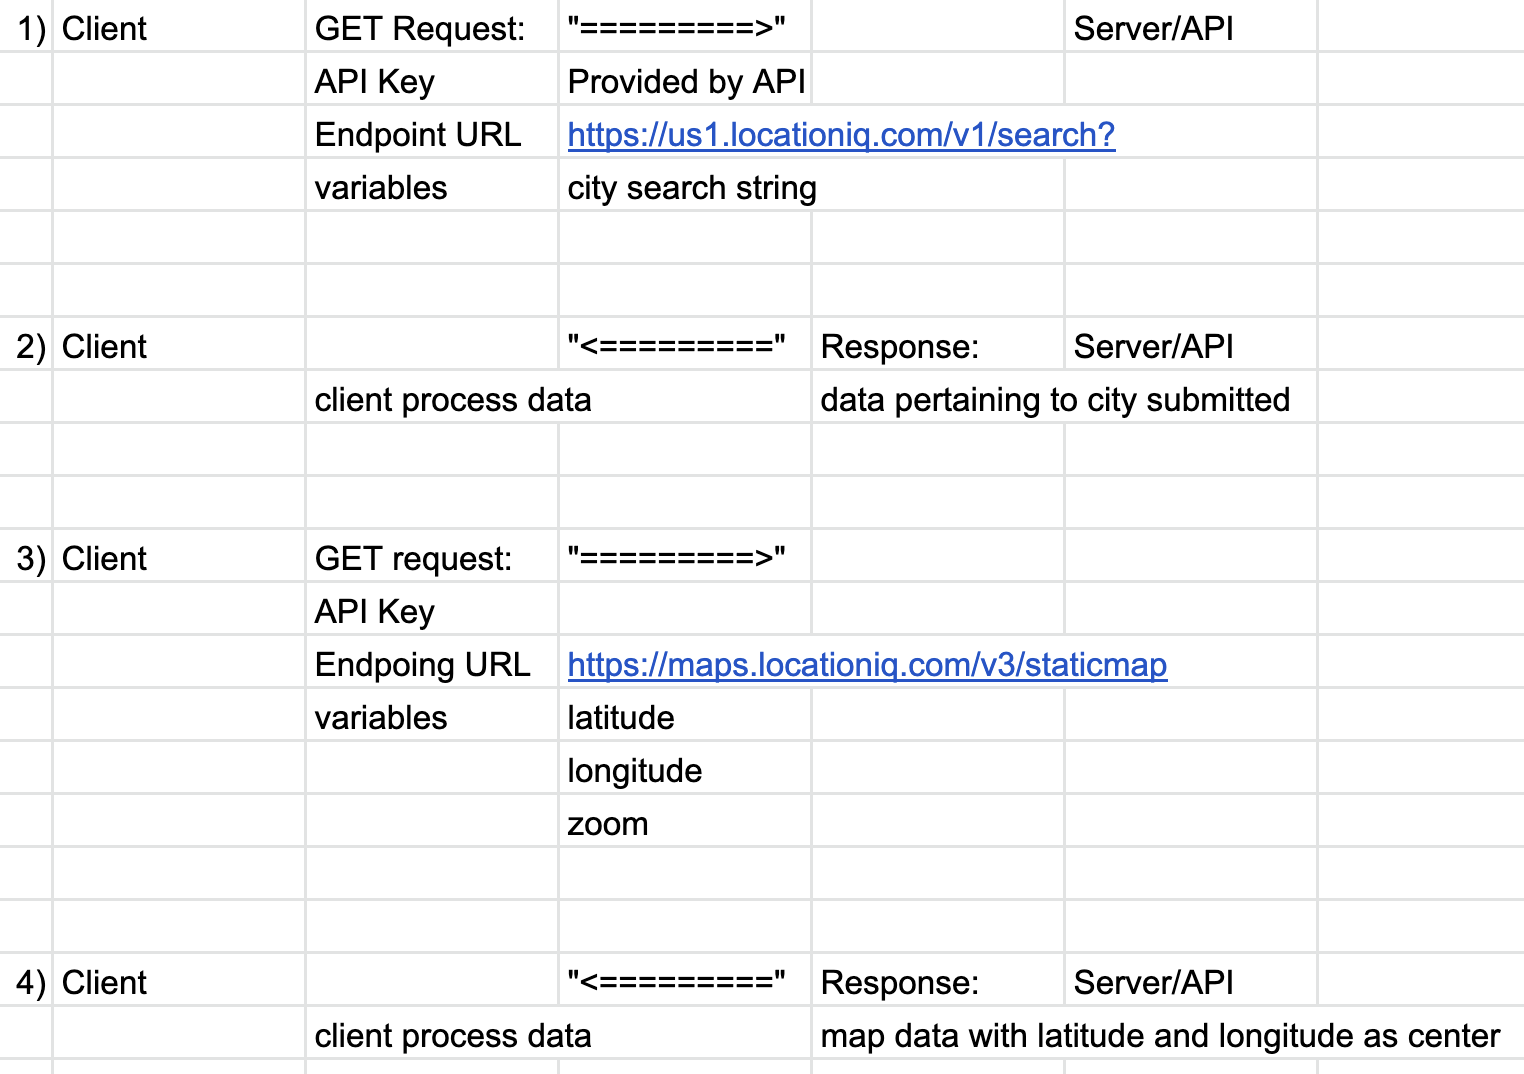 1) Client GET Request: "=========>" Server/API
API Key Provided by API
Endpoint URL https://us1.locationiq.com/v1/search?
variables city search string
2) Client "<=========" Response: Server/API
client process data data pertaining to city submitted
3) Client GET request: "=========>"
API Key
Endpoing URL https://maps.locationiq.com/v3/staticmap
variables latitude
longitude
zoom
4) Client "<=========" Response: Server/API
client process data map data with latitude and longitude as center